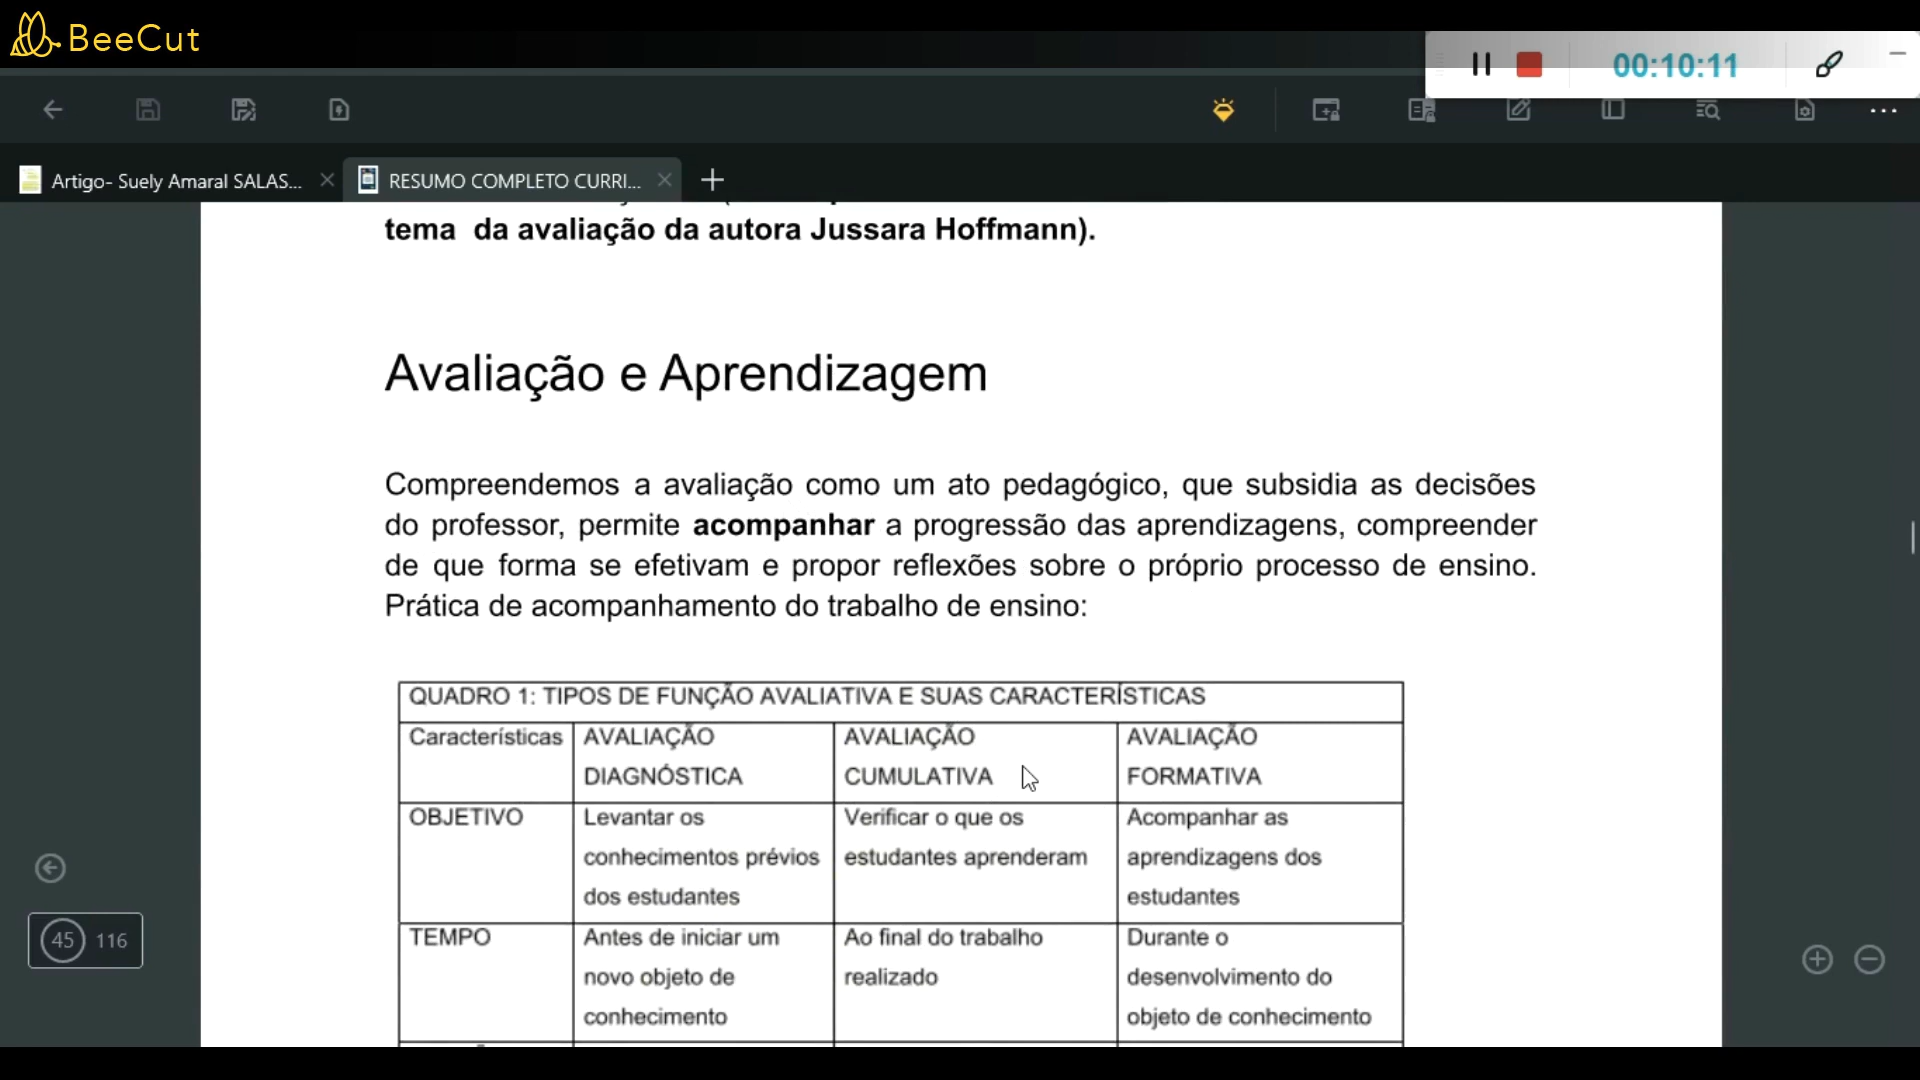 BeeCut
00:10:11
Artigo- Suely Amaral SALAS...
RESUMO COMPLETO CURRI...
tema da avaliação da autora Jussara Hoffmann).
Avaliação e Aprendizagem
Compreendemos a avaliação como um ato pedagógico, que subsidia as decisões
do professor, permite acompanhar a progressão das aprendizagens, compreender
de que forma se efetivam e propor reflexões sobre o próprio processo de ensino.
Prática de acompanhamento do trabalho de ensino:
QUADRO 1: TIPOS DE FUNÇÃO AVALIATIVA E SUAS CARACTERÍSTICAS
Características
AVALIAÇÃO
DIAGNÓSTICA
AVALIAÇÃO
CUMULATIVA
AVALIAÇÃO
FORMATIVA
OBJETIVO
Levantar os
conhecimentos prévios
dos estudantes
Verificar o que os
estudantes aprenderam
Acompanhar as
aprendizagens dos
estudantes
TEMPO
Antes de iniciar um
novo objeto de
conhecimento
Ao final do trabalho
realizado
Durante o
desenvolvimento do
objeto de conhecimento
45 116